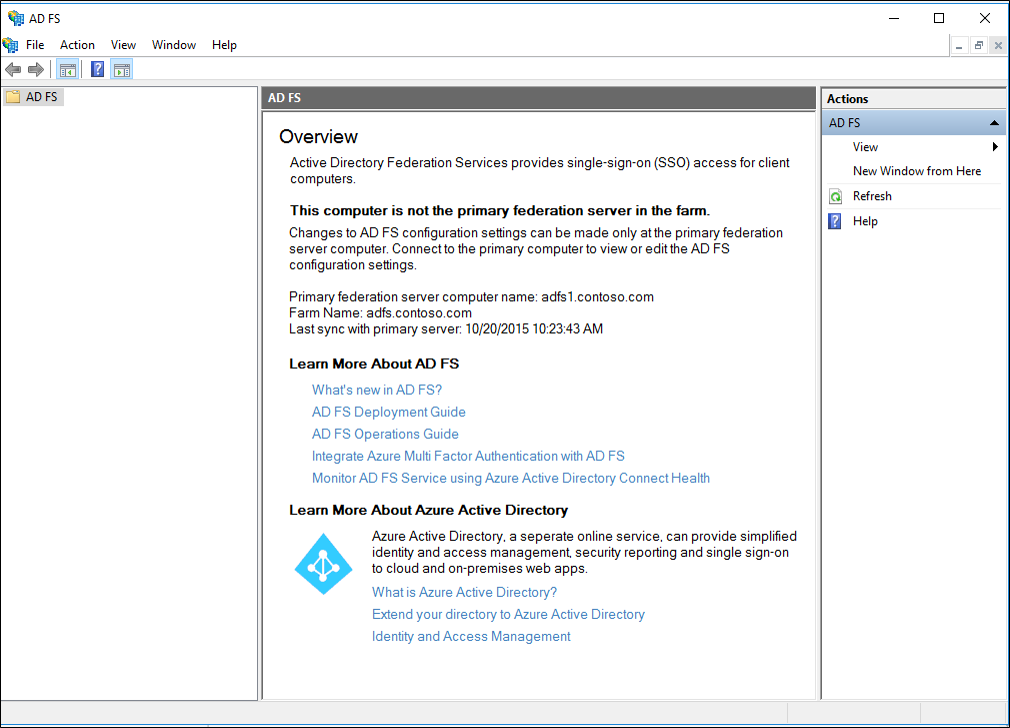 AD FS
File Action View Window Help
AD FS
AD FS
Overview
Active Directory Federation Services provides single-sign-on (SSO) access for client
computers.
This computer is not the primary federation server in the farm.
Changes to AD FS configuration settings can be made only at the primary federation
server computer. Connect to the primary computer to view or edit the AD FS
configuration settings.
Primary federation server computer name: adfs1.contoso.com
Farm Name: adfs.contoso.com
Last sync with primary server: 10/20/2015 10:23:43 AM
Learn More About AD FS
What's new in AD FS?
AD FS Deployment Guide
AD FS Operations Guide
Integrate Azure Multi Factor Authentication with AD FS
Monitor AD FS Service using Azure Active Directory Connect Health
Learn More About Azure Active Directory
Azure Active Directory, a seperate online service, can provide simplified
identity and access management, security reporting and single sign-on
to cloud and on-premises web apps.
What is Azure Active Directory?
Extend your directory to Azure Active Directory
Identity and Access Management
Actions
AD FS
View
New Window from Here
Refresh
Help